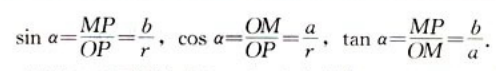 sin α=MP/OP=b/r, cos α=OM/OP=a/r, tan α=MP/OM=b/a.